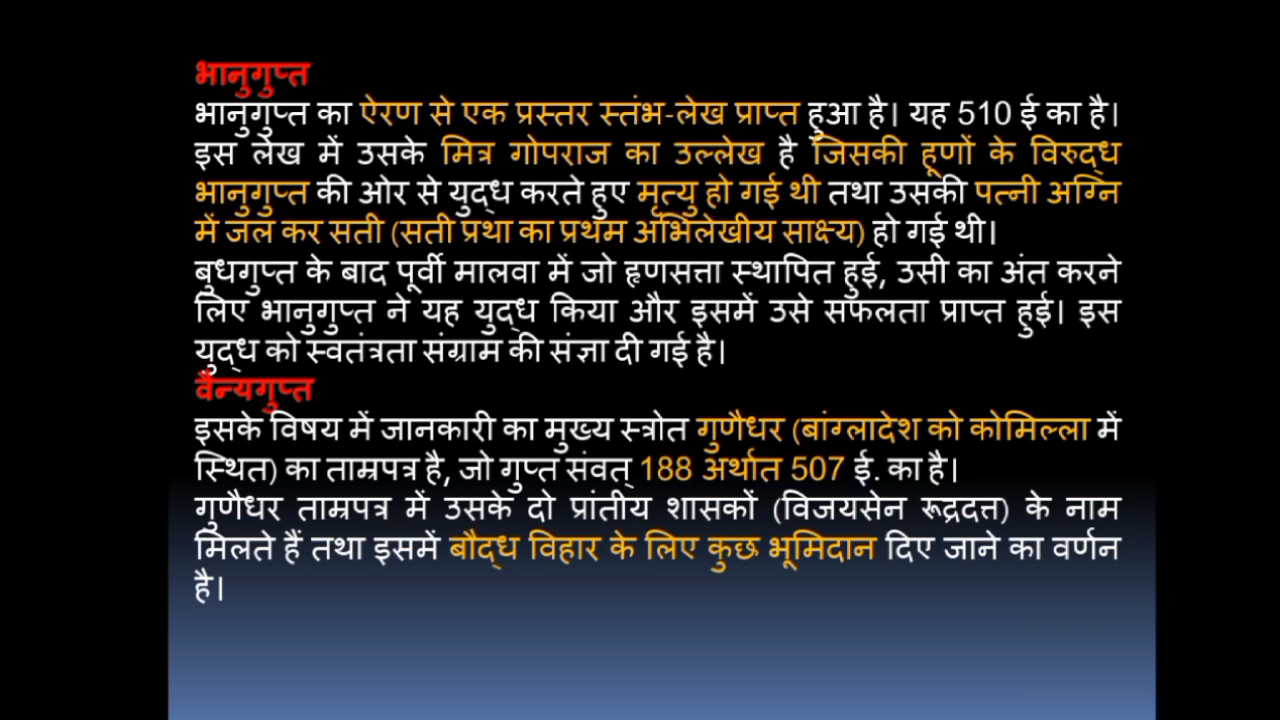 भानुगुप्त
भानुगुप्त का ऐरण से एक प्रस्तर स्तंभ-लेख प्राप्त हुआ है। यह 510 ई का है।
इस लेख में उसके मित्र गोपराज का उल्लेख है जिसकी हूणों के विरुद्ध
भानुगुप्त की ओर से युद्ध करते हुए मृत्यु हो गई थी तथा उसकी पत्नी अग्नि
में जल कर सती (सती प्रथा का प्रथम अभिलेखीय साक्ष्य) हो गई थी।
बुधगुप्त के बाद पूर्वी मालवा में जो हृणसत्ता स्थापित हुई, उसी का अंत करने
लिए भानुगुप्त ने यह युद्ध किया और इसमें उसे सफलता प्राप्त हुई। इस
युद्ध को स्वतंत्रता संग्राम की संज्ञा दी गई है।
वैन्यगुप्त
इसके विषय में जानकारी का मुख्य स्त्रोत गुणैधर (बांग्लादेश को कोमिल्ला में
स्थित) का ताम्रपत्र है, जो गुप्त संवत् 188 अर्थात 507 ई. का है।
गुणैधर ताम्रपत्र में उसके दो प्रांतीय शासकों (विजयसेन रूद्रदत्त) के नाम
मिलते हैं तथा इसमें बौद्ध विहार के लिए कुछ भूमिदान दिए जाने का वर्णन
है।